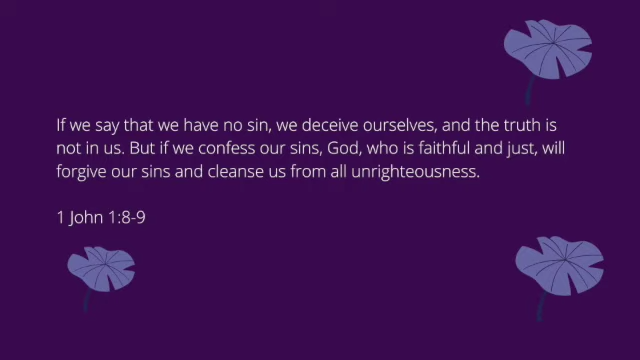 If we say that we have no sin, we deceive ourselves, and the truth is
not in us. But if we confess our sins, God, who is faithful and just, will
forgive our sins and cleanse us from all unrighteousness.
1 John 1:8-9